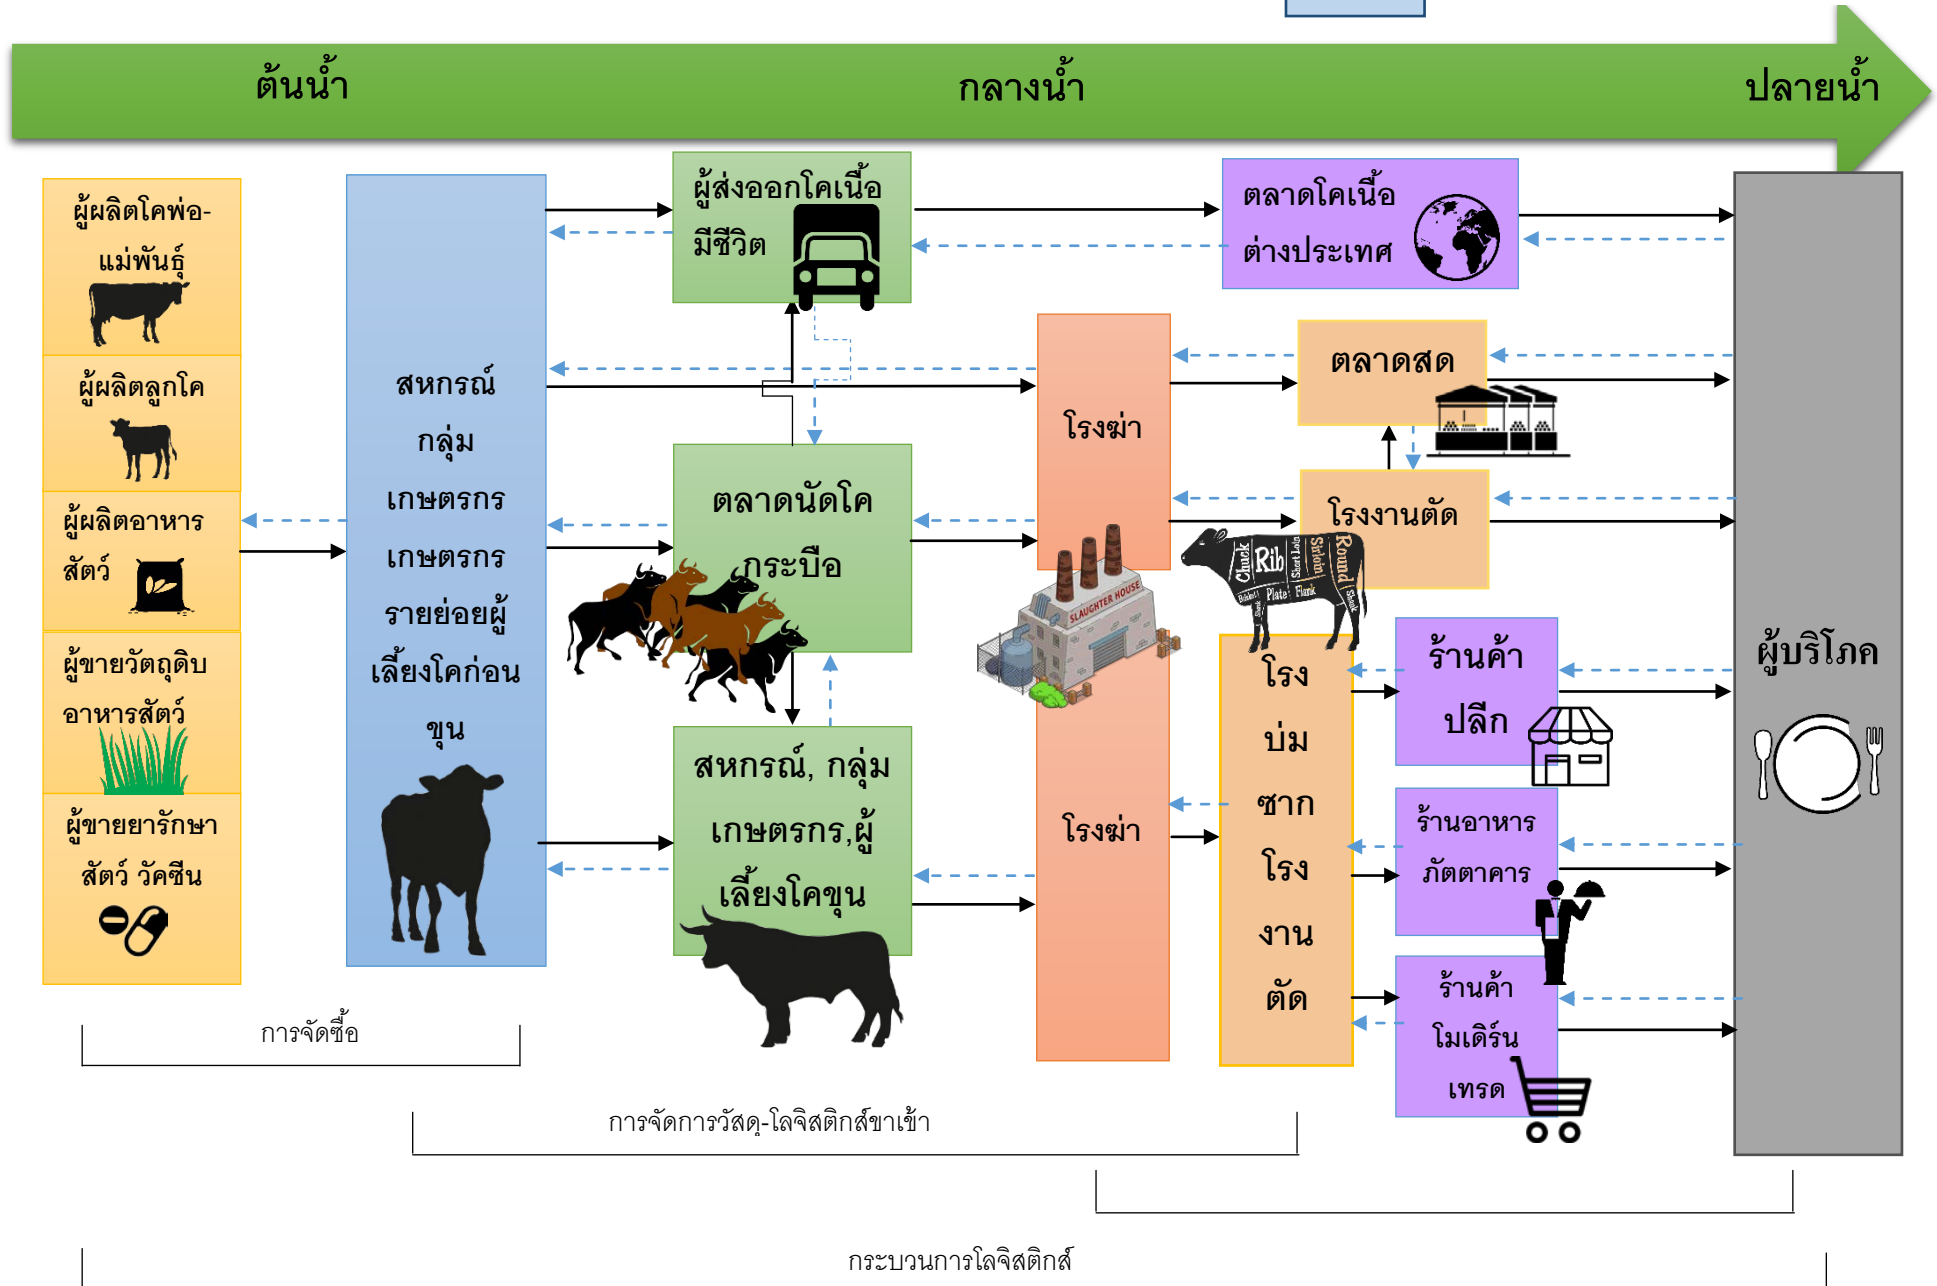 ต้นน้ำ
กลางน้ำ
ปลายน้ำ
ผู้ผลิตโคพ่อ-
แม่พันธุ์
ผู้ผลิตลูกโค
ผู้ผลิตอาหาร
สัตว์
ผู้ขายวัตถุดิบ
อาหารสัตว์
ผู้ขายยารักษา
สัตว์ วัคซีน
สหกรณ์
กลุ่ม
เกษตรกร
เกษตรกร
รายย่อยผู้
เลี้ยงโคก่อน
ขุน
ผู้ส่งออกโคเนื้อ
มีชีวิต
ตลาดนัดโค
กระบือ
สหกรณ์, กลุ่ม
เกษตรกร,ผู้
เลี้ยงโคขุน
โรงฆ่า
SLAUGHTER HOUSE
โรงฆ่า
ตลาดโคเนื้อ
ต่างประเทศ
ตลาดสด
โรงงานตัด
Chuck
Rib
Short Loin
Sirloin
Round
Brisket
Shank
Plate
Flank
Shank
โรง
บ่ม
ซาก
โรง
งาน
ตัด
ร้านค้า
ปลีก
ร้านอาหาร
ภัตตาคาร
ร้านค้า
โมเดิร์น
เทรด
ผู้บริโภค
การจัดซื้อ
การจัดการวัสดุ-โลจิสติกส์ขาเข้า
กระบวนการโลจิสติกส์